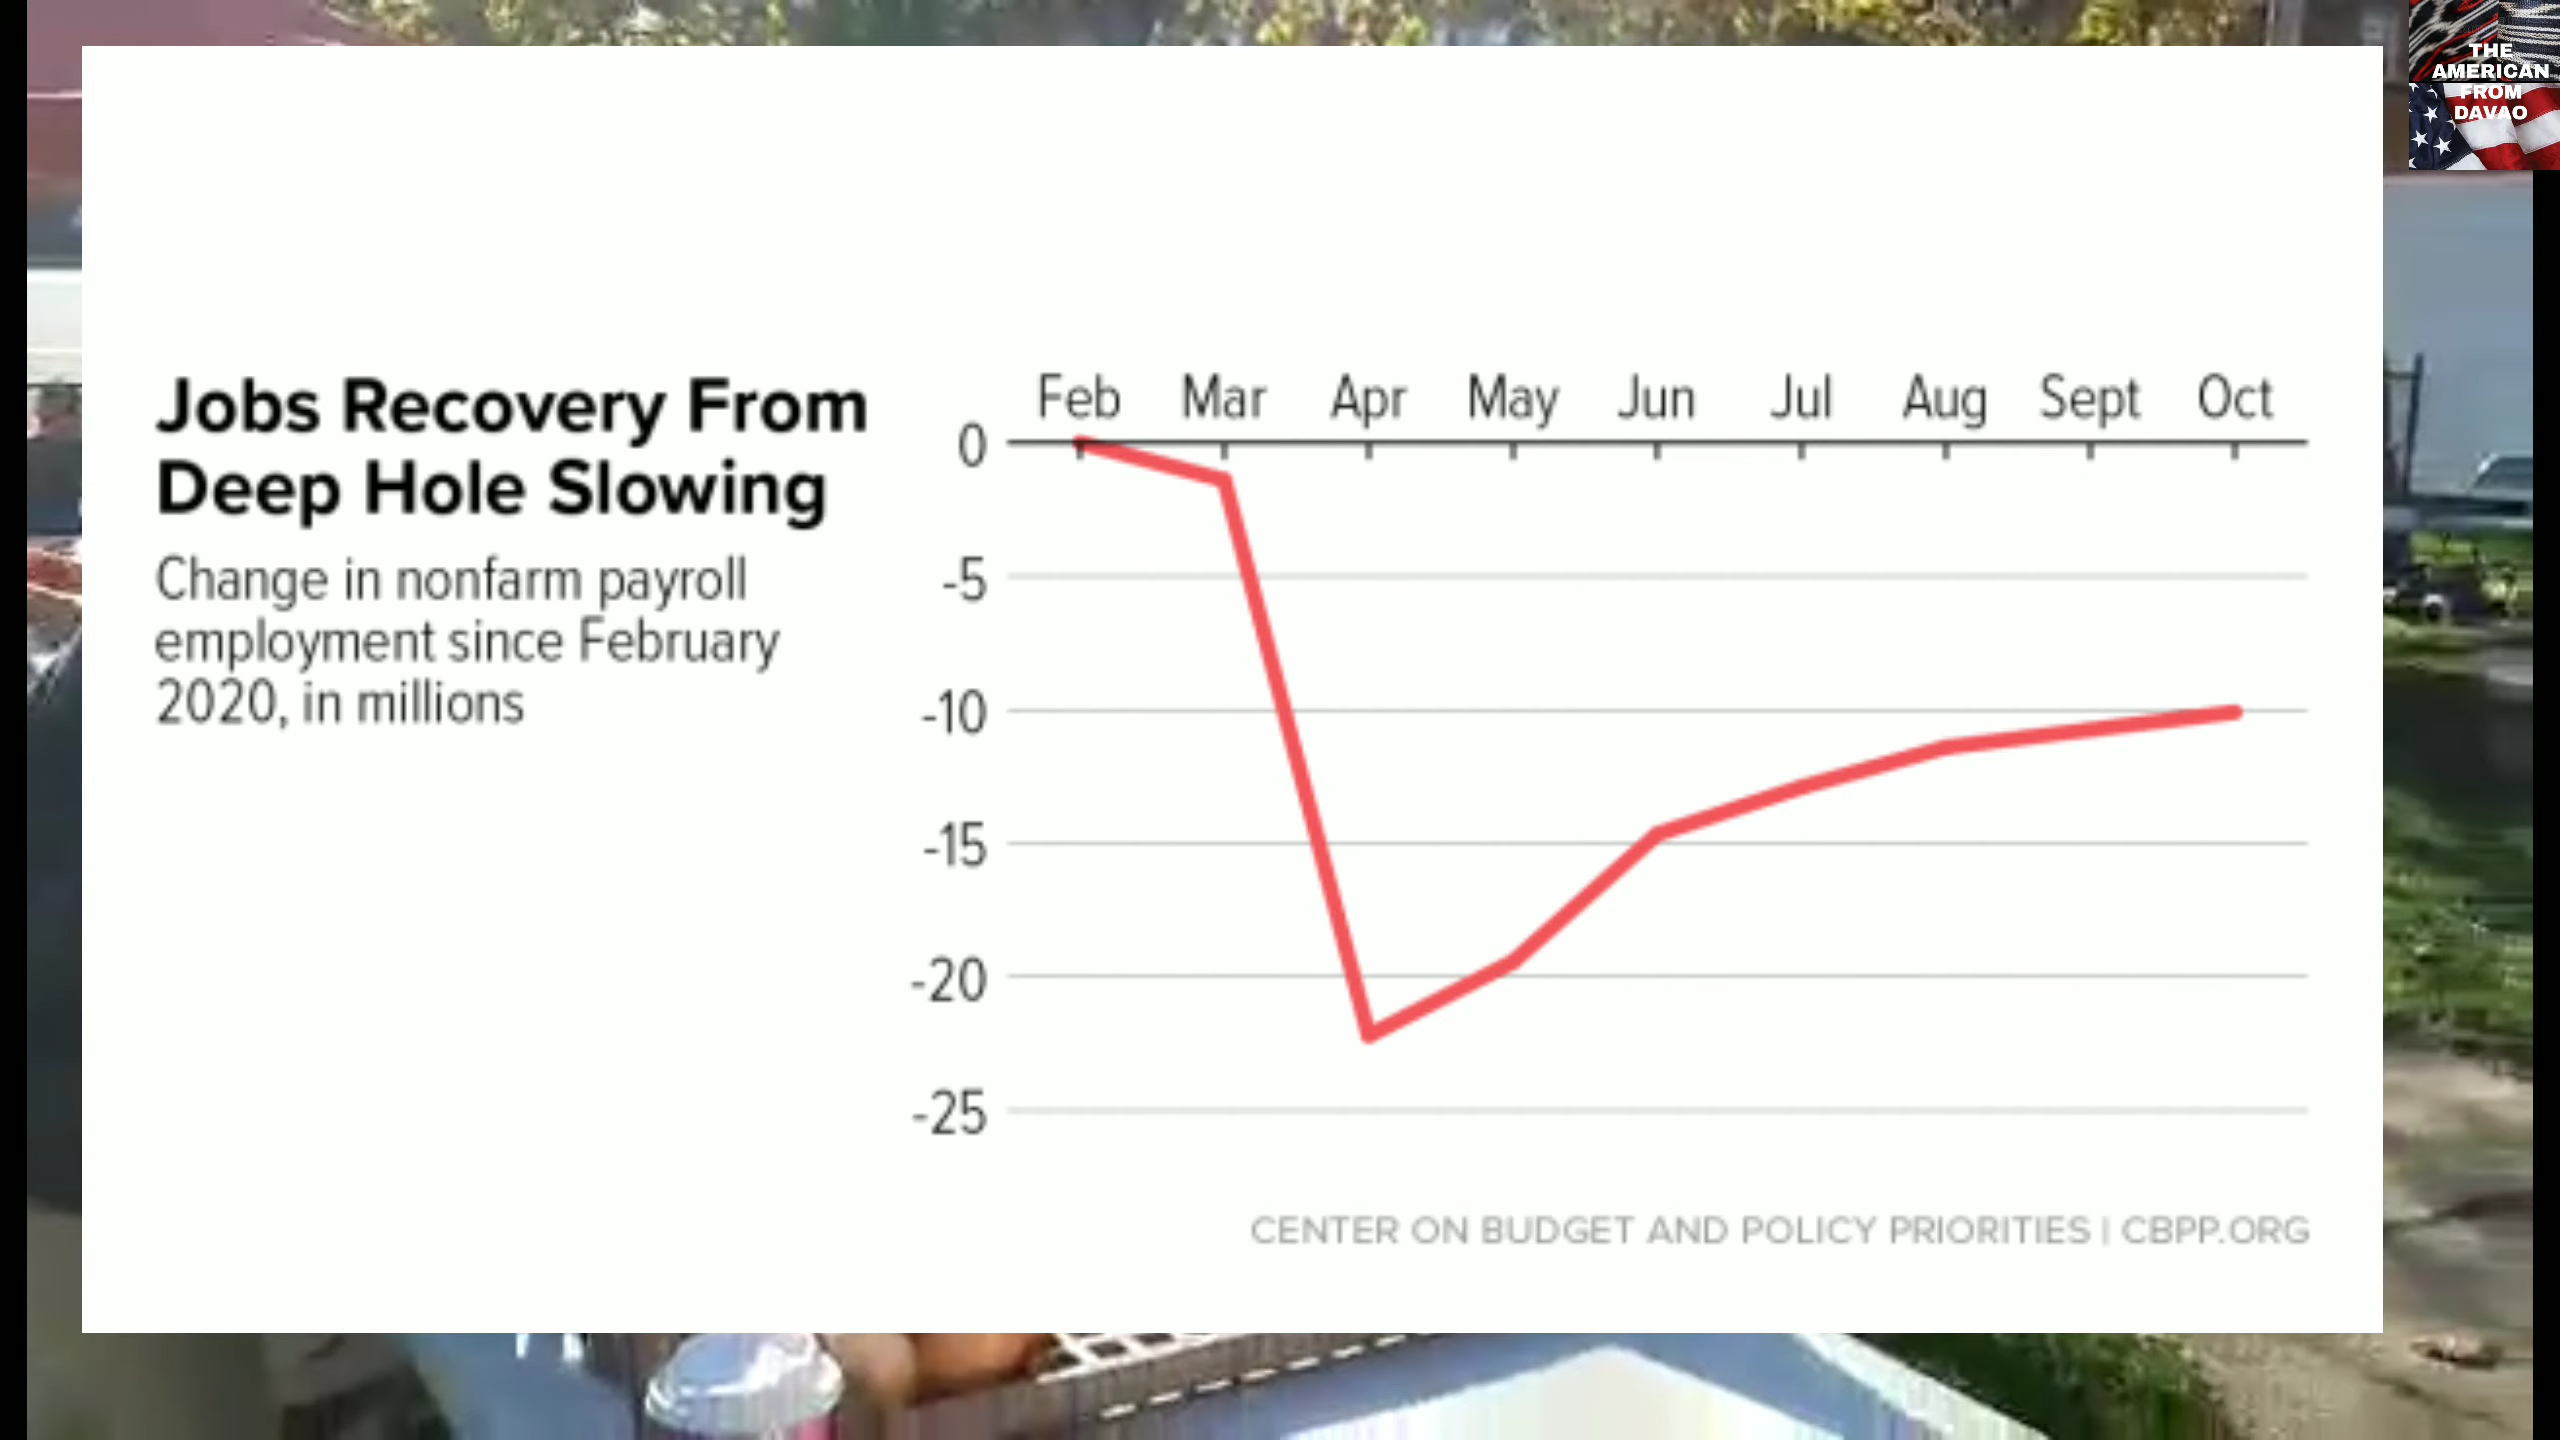 THE
AMERICAN
FROM
DAVAO
Jobs Recovery From
Deep Hole Slowing
Change in nonfarm payroll
employment since February
2020, in millions
Feb Mar Apr May Jun Jul Aug Sept Oct
0
-5
-10
-15
-20
-25
CENTER ON BUDGET AND POLICY PRIORITIES | CBPP.ORG